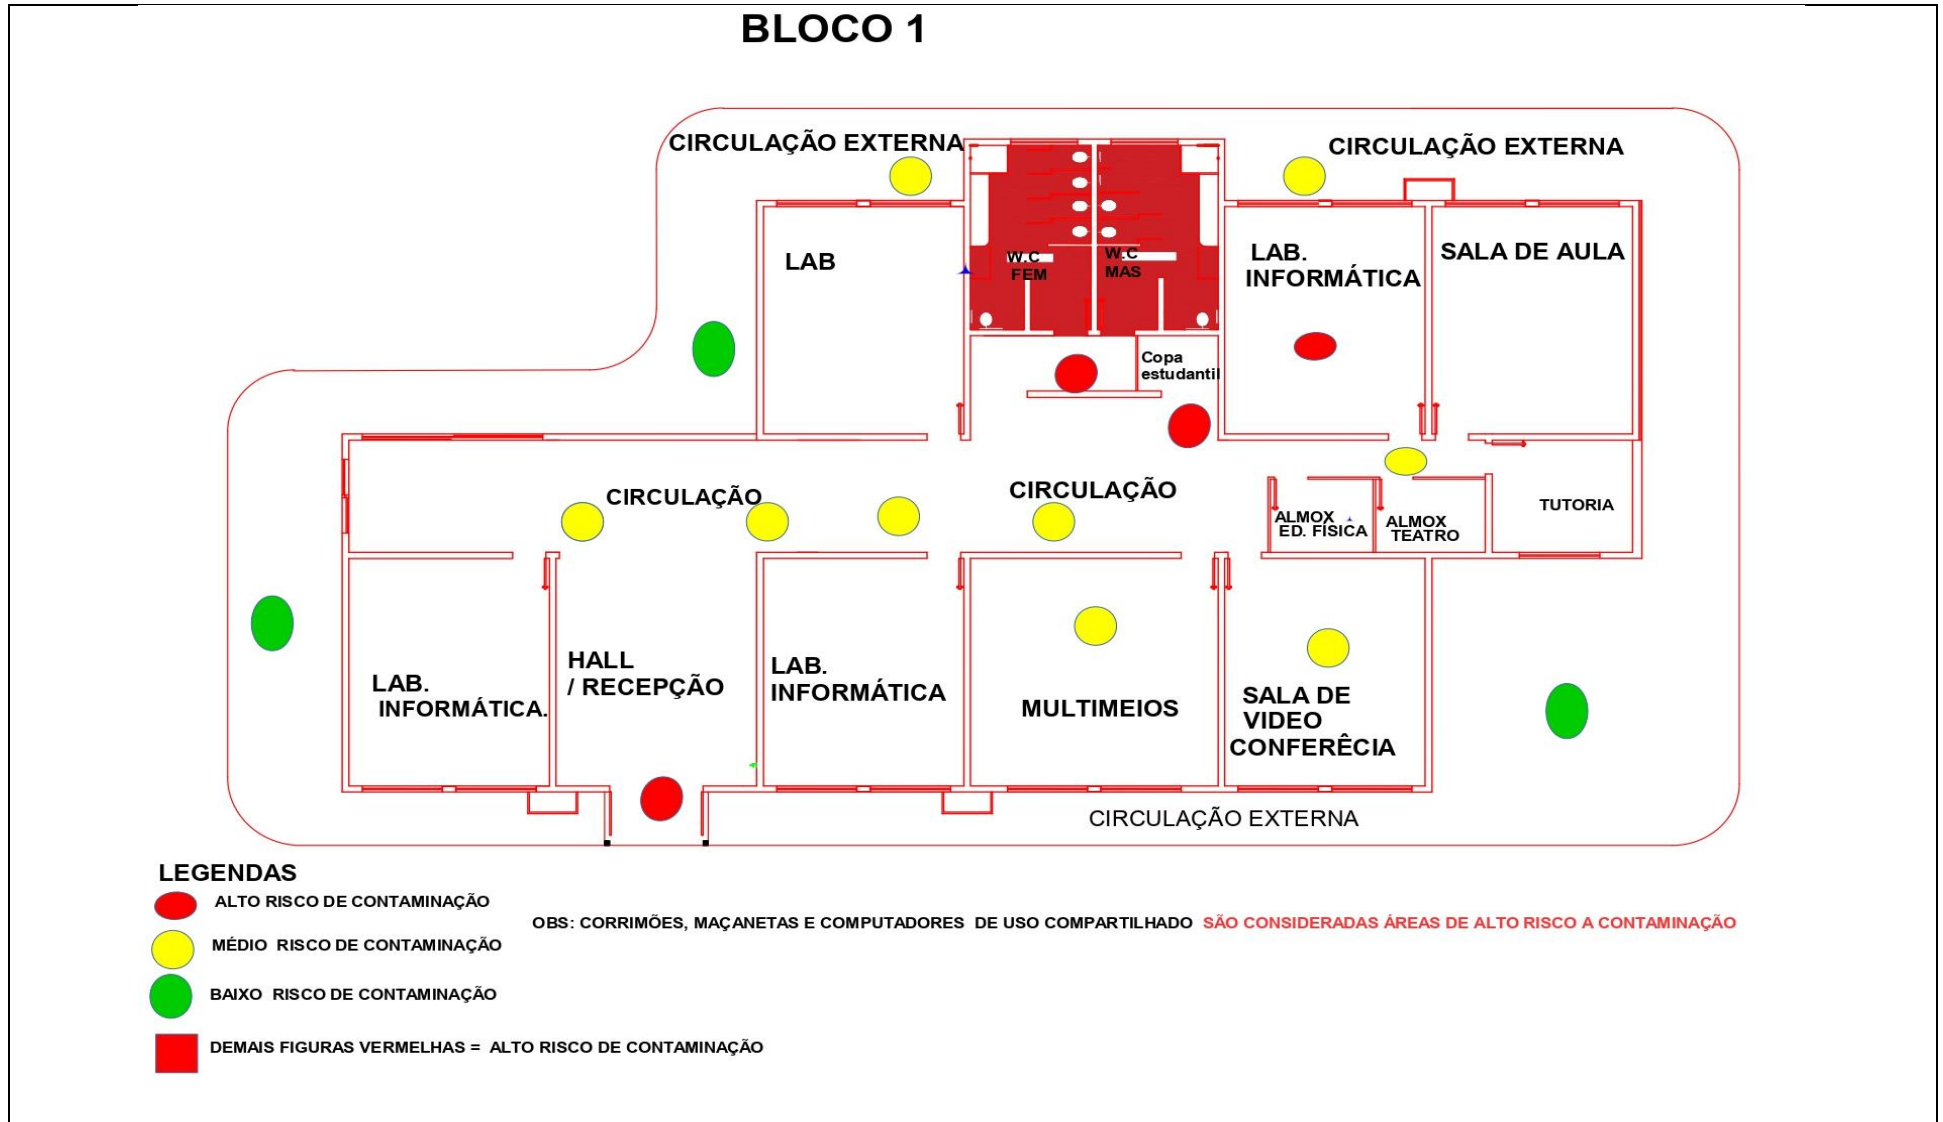 BLOCO 1
CIRCULAÇÃO EXTERNA
CIRCULAÇÃO EXTERNA
LAB
W.C
FEM
W.C
MAS
LAB.
INFORMÁTICA
SALA DE AULA
Copa
estudantil
CIRCULAÇÃO
CIRCULAÇÃO
ALMOX
ED. FÍSICA
ALMOX
TEATRO
TUTORIA
LAB.
INFORMÁTICA.
HALL
/ RECEPÇÃO
LAB.
INFORMÁTICA
MULTIMEIOS
SALA DE
VIDEO
CONFERÊCIA
CIRCULAÇÃO EXTERNA
LEGENDAS
ALTO RISCO DE CONTAMINAÇÃO
MÉDIO RISCO DE CONTAMINAÇÃO
BAIXO RISCO DE CONTAMINAÇÃO
DEMAIS FIGURAS VERMELHAS = ALTO RISCO DE CONTAMINAÇÃO
OBS: CORRIMÕES, MAÇANETAS E COMPUTADORES DE USO COMPARTILHADO SÃO CONSIDERADAS ÁREAS DE ALTO RISCO A CONTAMINAÇÃO